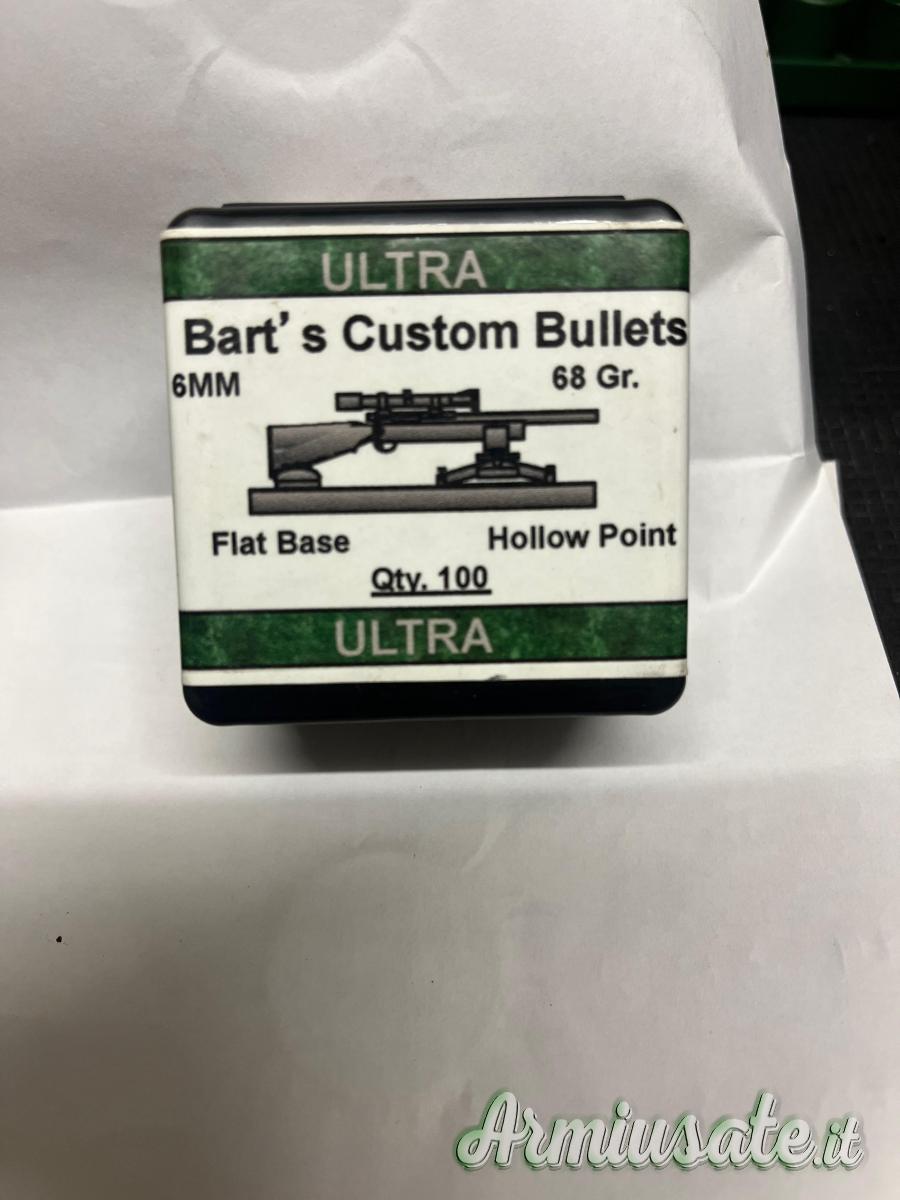 ULTRA
Bart's Custom Bullets
6MM 68 Gr.
Flat Base Hollow Point
Qty. 100
ULTRA
Armiusate.it